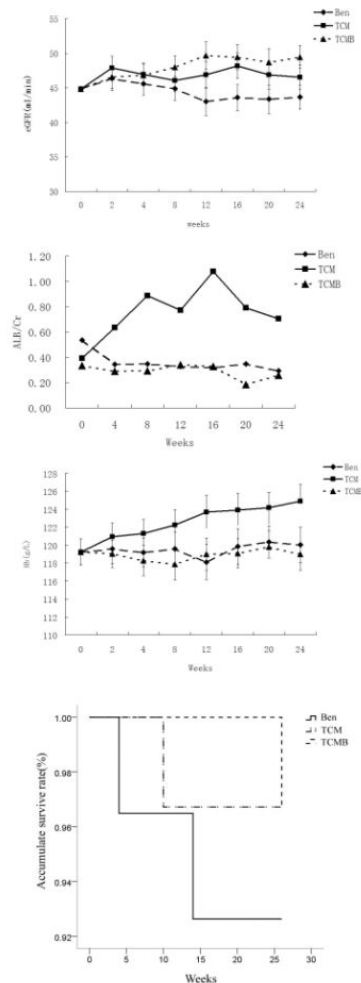 Ben
TCM
TCMB
eGFR(ml/min)
55
50
45
40
35
30
0 2 4 8 12 16 20 24
weeks
Ben
TCM
TCMB
ALB/Cr
1.20
1.00
0.80
0.60
0.40
0.20
0.00
0 4 8 12 16 20 24
Weeks
Ben
TCM
TCMB
Hb(g/L)
128
126
124
122
120
118
116
114
112
110
0 2 4 8 12 16 20 24
Weeks
Ben
TCM
TCMB
Accumulate survive rate(%)
1.00
0.98
0.96
0.94
0.92
0 5 10 15 20 25 30
Weeks